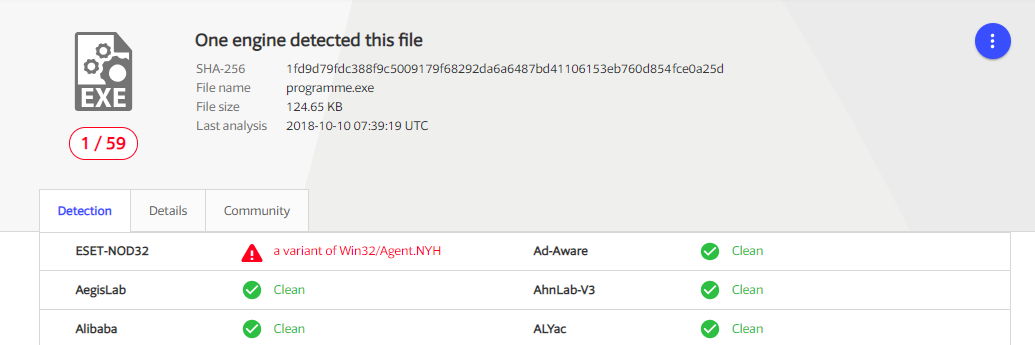 One engine detected this file
SHA-256 1fd9d79fdc388f9c5009179f68292da6a6487bd41106153eb760d854fce0a25d
File name programme.exe
File size 124.65 KB
Last analysis 2018-10-10 07:39:19 UTC
EXE
1 / 59
Detection Details Community
ESET-NOD32 a variant of Win32/Agent.NYH Ad-Aware Clean
AegisLab Clean AhnLab-V3 Clean
Alibaba Clean ALYac Clean